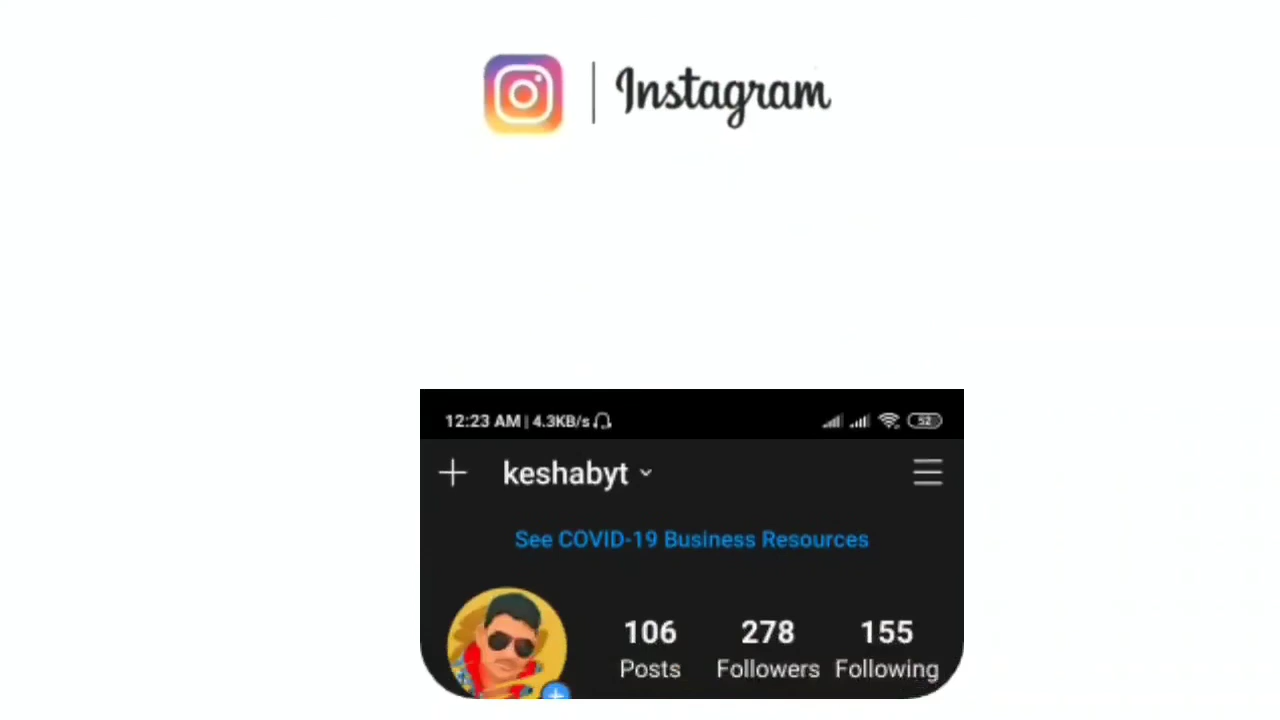 Instagram
12:23 AM | 4.3KB/s 52
keshabyt
See COVID-19 Business Resources
106 278 155
Posts Followers Following